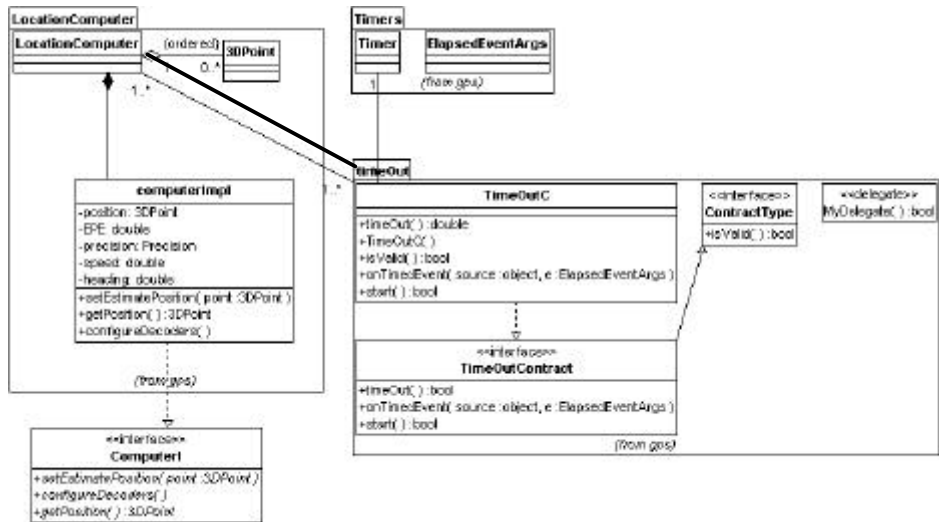 LocationComputer
LocationComputer
{ordered}
3DPoint
0..*
1..*
computerImpl
-position: 3DPoint
-EPE: double
-precision: Precision
-speed: double
-heading: double
+setEstimatePosition( point :3DPoint )
+getPosition( ) :3DPoint
+configureDecoders( )
(from gps)
<<interface>>
ComputerI
+setEstimatePosition( point :3DPoint )
+configureDecoders( )
+getPosition( ) :3DPoint
Timers
Timer
ElapsedEventArgs
1
(from gps)
timeOut
1..*
TimeOutC
+timeOut( ) :double
+TimeOutC( )
+isValid( ) :bool
+onTimedEvent( source :object, e :ElapsedEventArgs )
+start( ) :bool
<<interface>>
ContractType
+isValid( ) :bool
<<delegate>>
MyDelegate( ) :bool
<<interface>>
TimeOutContract
+timeOut( ) :bool
+onTimedEvent( source :object, e :ElapsedEventArgs )
+start( ) :bool
(from gps)